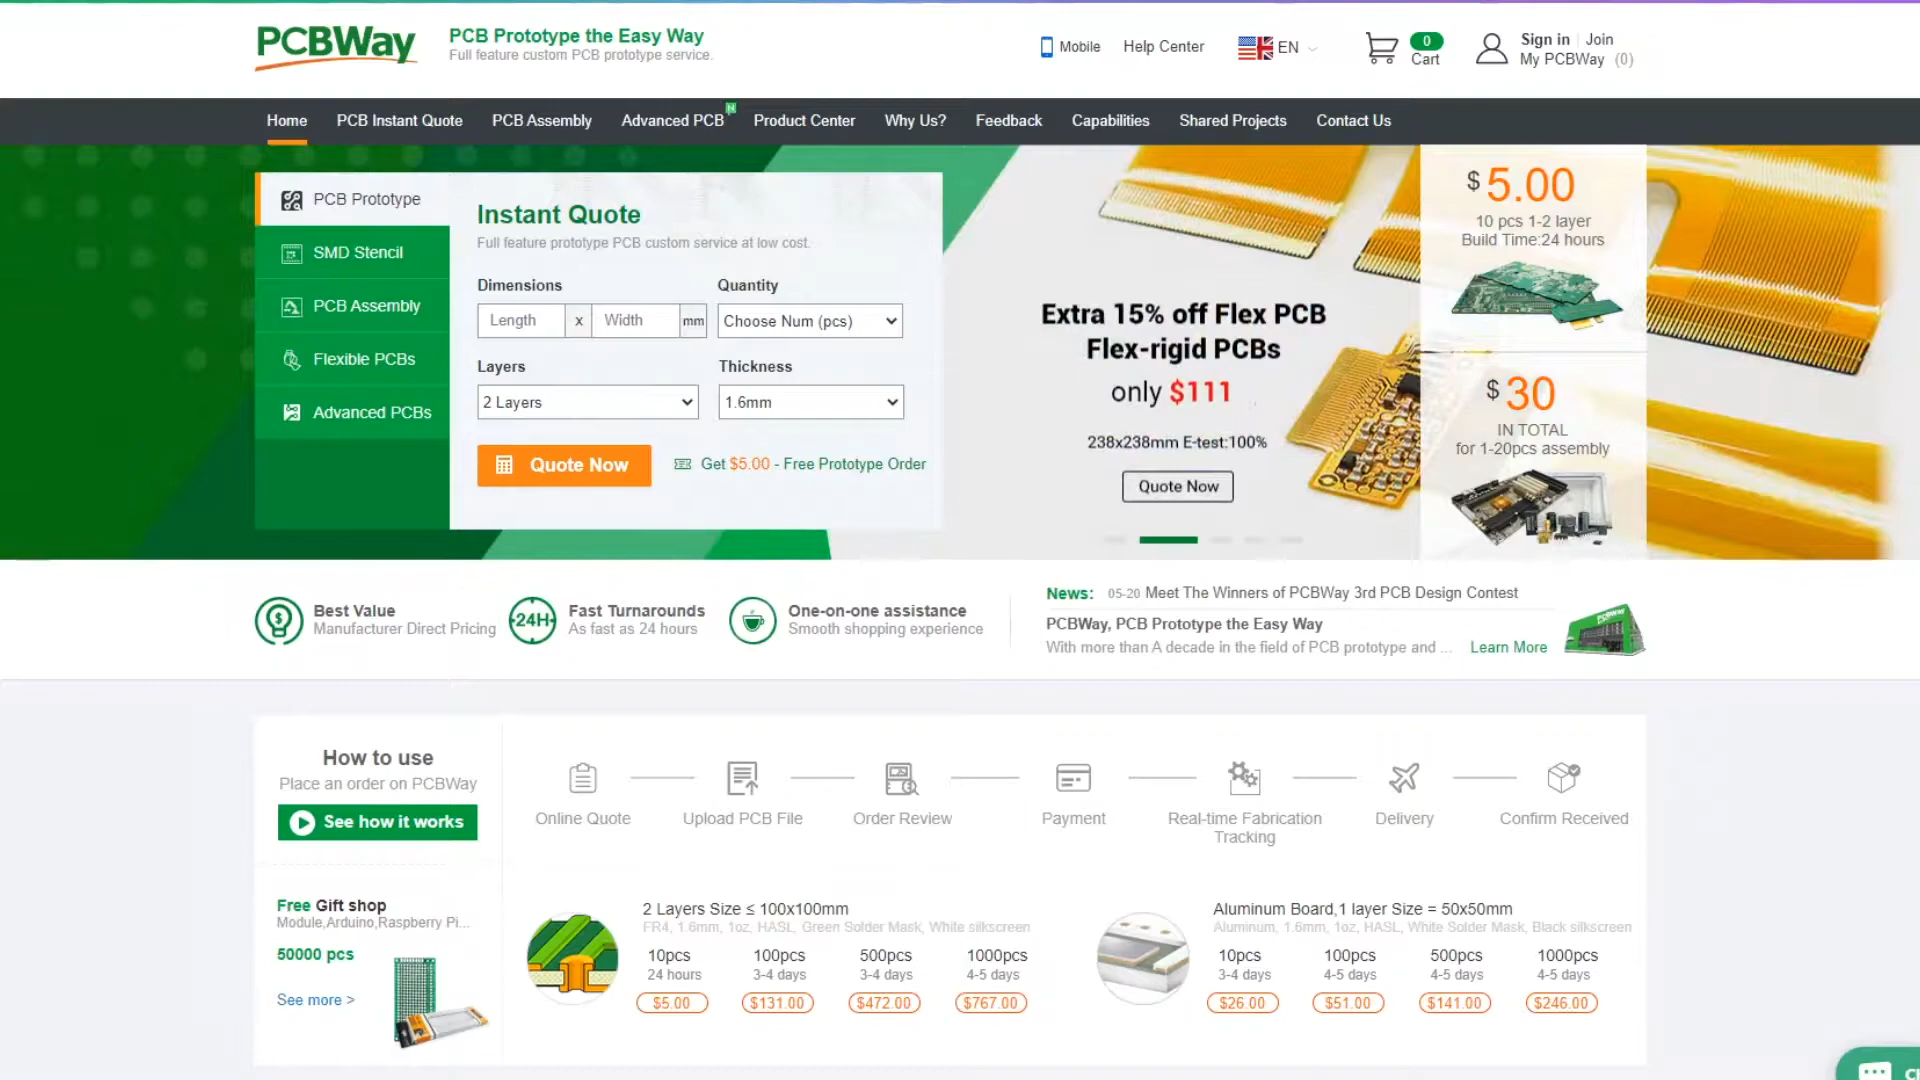 PCBWay
PCB Prototype the Easy Way
Full feature custom PCB prototype service.
Mobile
Help Center
EN
0
Cart
Sign in
Join
My PCBWay (0)
Home
PCB Instant Quote
PCB Assembly
Advanced PCB
N
Product Center
Why Us?
Feedback
Capabilities
Shared Projects
Contact Us
PCB Prototype
SMD Stencil
PCB Assembly
Flexible PCBs
Advanced PCBs
Instant Quote
Full feature prototype PCB custom service at low cost.
Dimensions
Quantity
Length x Width mm
Choose Num (pcs)
Layers
Thickness
2 Layers
1.6mm
Quote Now
Get $5.00 - Free Prototype Order
Extra 15% off Flex PCB
Flex-rigid PCBs
only $111
238x238mm E-test:100%
Quote Now
$ 5.00
10 pcs 1-2 layer
Build Time:24 hours
$ 30
IN TOTAL
for 1-20pcs assembly
Best Value
Manufacturer Direct Pricing
24H
Fast Turnarounds
As fast as 24 hours
One-on-one assistance
Smooth shopping experience
News: 05-20 Meet The Winners of PCBWay 3rd PCB Design Contest
PCBWay, PCB Prototype the Easy Way
With more than A decade in the field of PCB prototype and ... Learn More
PCBWay
How to use
Place an order on PCBWay
See how it works
Online Quote
Upload PCB File
Order Review
Payment
Real-time Fabrication
Tracking
Delivery
Confirm Received
Free Gift shop
Module,Arduino,Raspberry Pi...
50000 pcs
See more >
2 Layers Size ≤ 100x100mm
FR4, 1.6mm, 1oz, HASL, Green Solder Mask, White silkscreen
10pcs 100pcs 500pcs 1000pcs
24 hours 3-4 days 3-4 days 4-5 days
$5.00 $131.00 $472.00 $767.00
Aluminum Board,1 layer Size = 50x50mm
Aluminum, 1.6mm, 1oz, HASL, White Solder Mask, Black silkscreen
10pcs 100pcs 500pcs 1000pcs
3-4 days 4-5 days 4-5 days 4-5 days
$26.00 $51.00 $141.00 $246.00